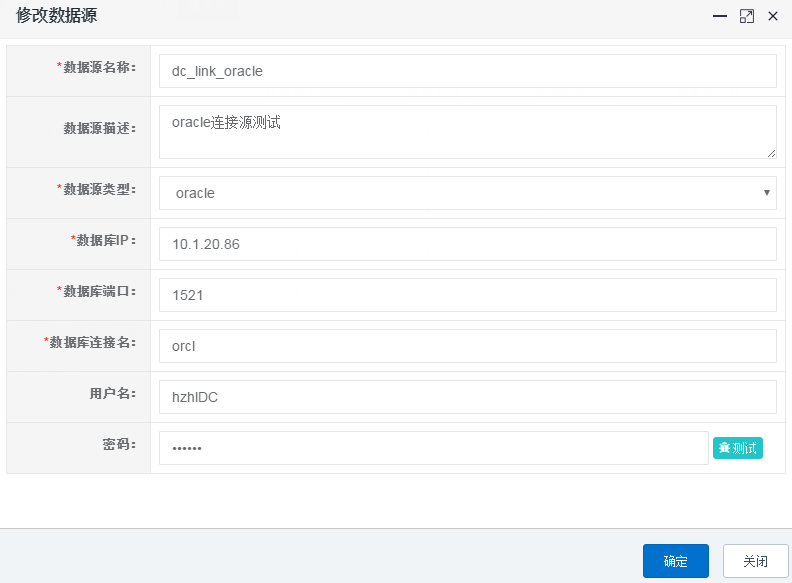 修改数据源
*数据源名称： dc_link_oracle
数据源描述： oracle连接源测试
*数据源类型： oracle
*数据库IP： 10.1.20.86
*数据库端口： 1521
*数据库连接名： orcl
用户名： hzhlDC
密码： •••••• 测试
确定 关闭